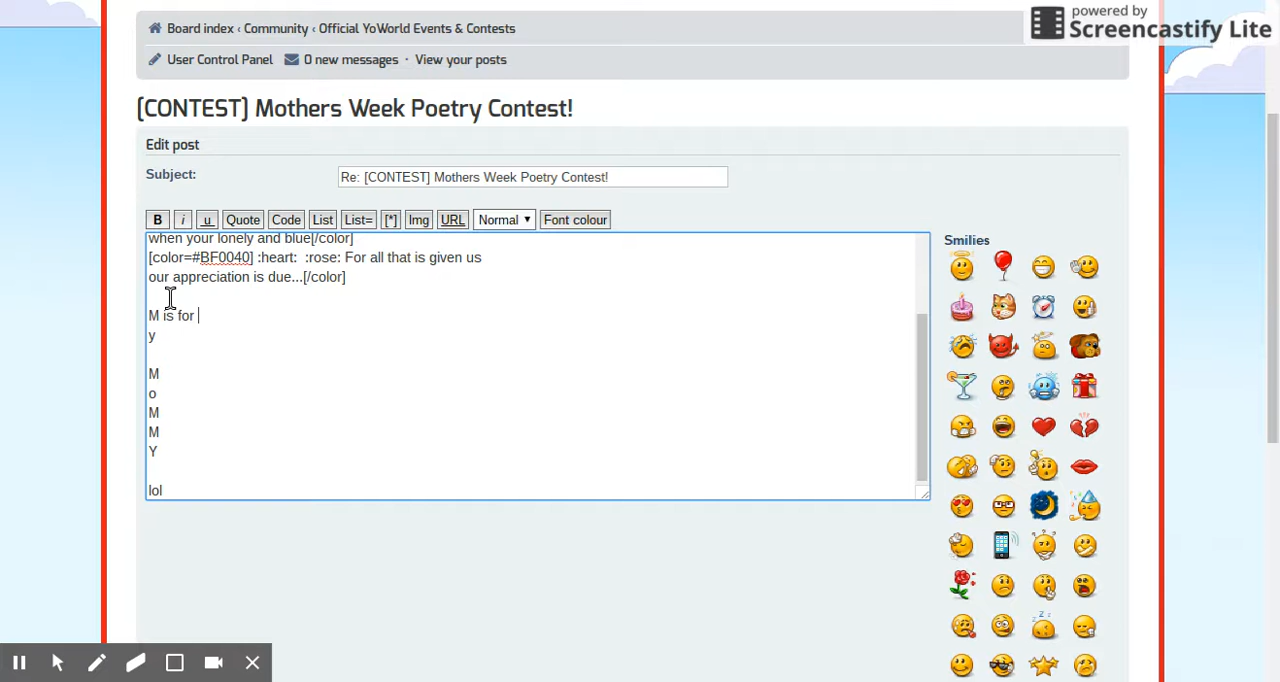 powered by
Screencastify Lite
Board index ‹ Community ‹ Official YoWorld Events & Contests
User Control Panel 0 new messages · View your posts
[CONTEST] Mothers Week Poetry Contest!
Edit post
Subject: Re: [CONTEST] Mothers Week Poetry Contest!
B i u Quote Code List List= [*] Img URL Normal Font colour
when your lonely and blue[/color]
[color=#BF0040] :heart:  :rose: For all that is given us
our appreciation is due...[/color]
M is for
y
M
o
M
M
Y
lol
Smilies